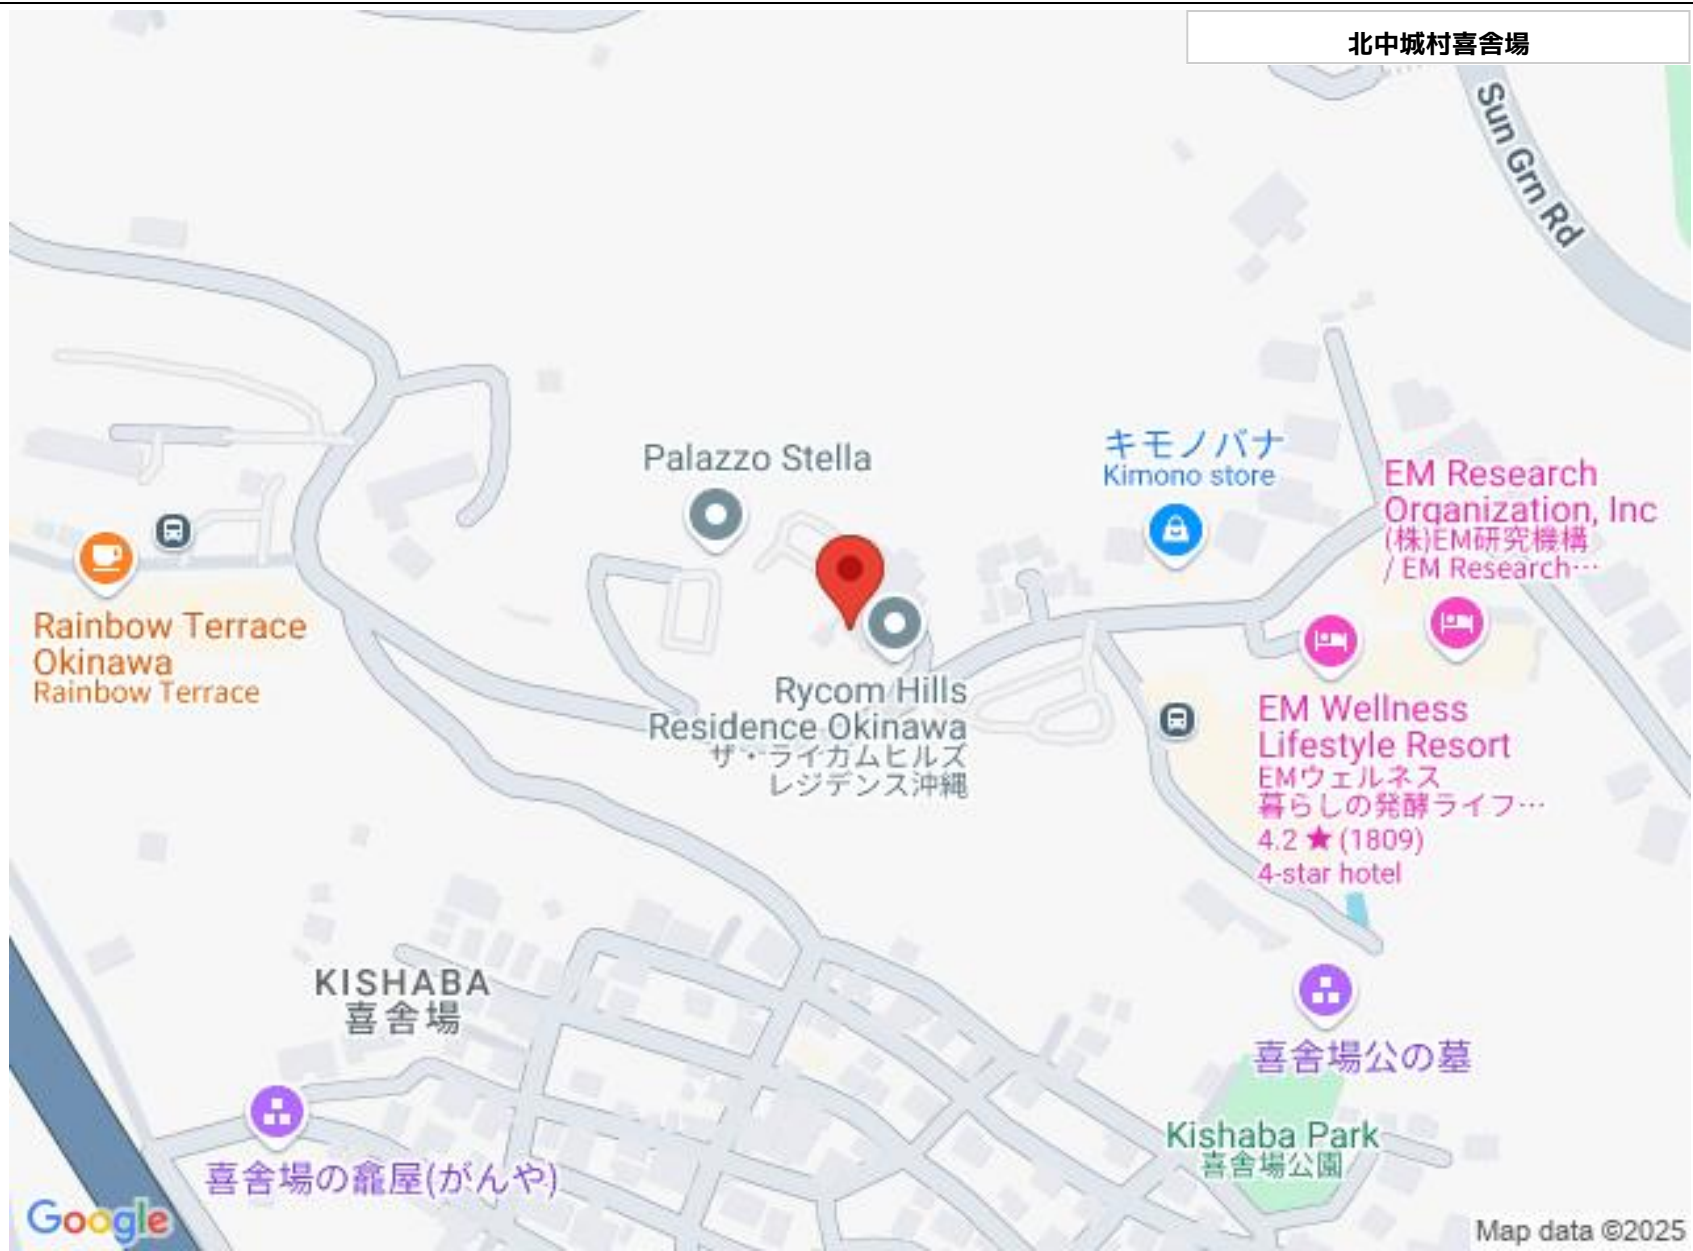 北中城村喜舎場
Sun Grn Rd
Palazzo Stella
キモノバナ
Kimono store
EM Research
Organization, Inc
(株)EM研究機構
/ EM Research…
Rainbow Terrace
Okinawa
Rainbow Terrace
Rycom Hills
Residence Okinawa
ザ・ライカムヒルズ
レジデンス沖縄
EM Wellness
Lifestyle Resort
EMウェルネス
暮らしの発酵ライフ…
4.2 ★ (1809)
4-star hotel
KISHABA
喜舎場
喜舎場公の墓
Kishaba Park
喜舎場公園
喜舎場の龕屋(がんや)
Google
Map data ©2025